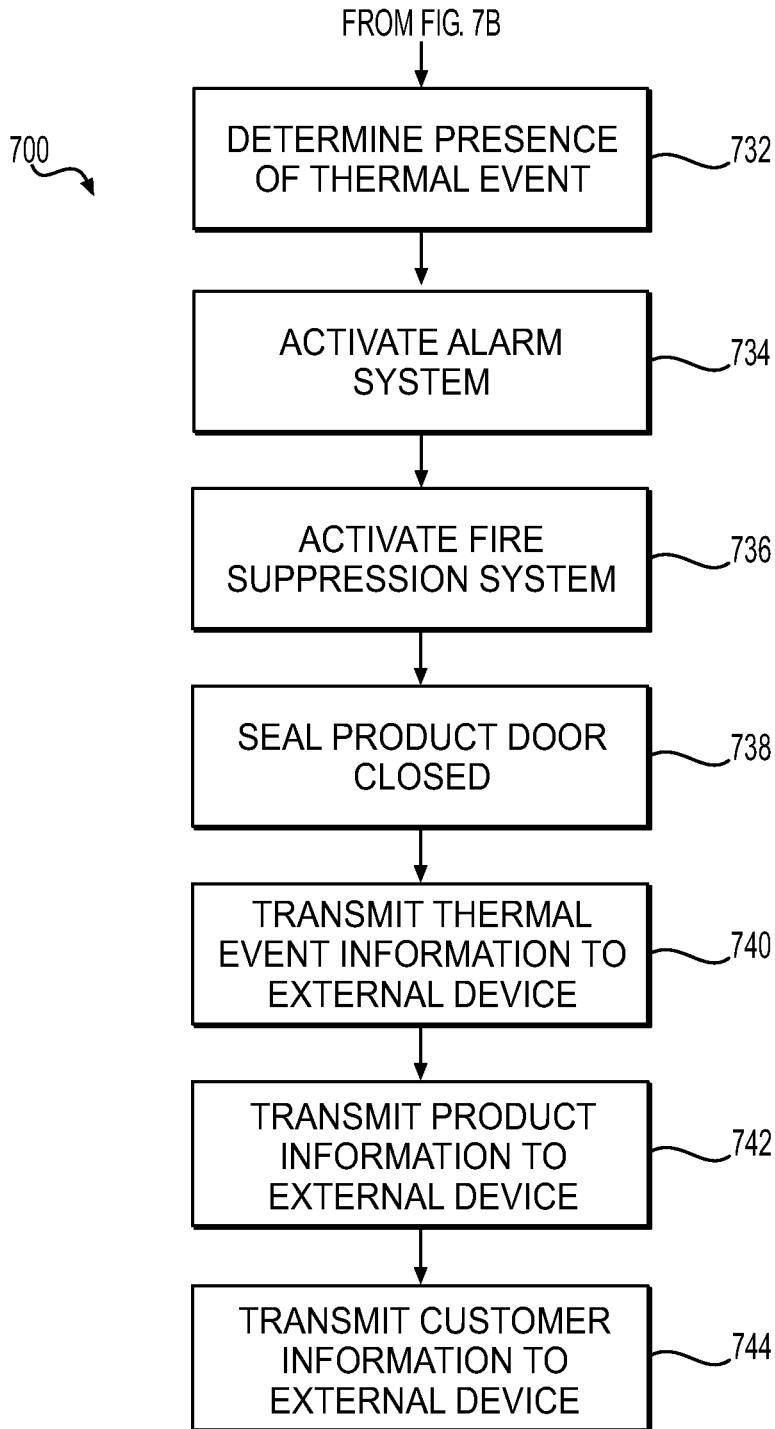 FROM FIG. 7B
700
DETERMINE PRESENCE
OF THERMAL EVENT
732
ACTIVATE ALARM
SYSTEM
734
ACTIVATE FIRE
SUPPRESSION SYSTEM
736
SEAL PRODUCT DOOR
CLOSED
738
TRANSMIT THERMAL
EVENT INFORMATION TO
EXTERNAL DEVICE
740
TRANSMIT PRODUCT
INFORMATION TO
EXTERNAL DEVICE
742
TRANSMIT CUSTOMER
INFORMATION TO
EXTERNAL DEVICE
744